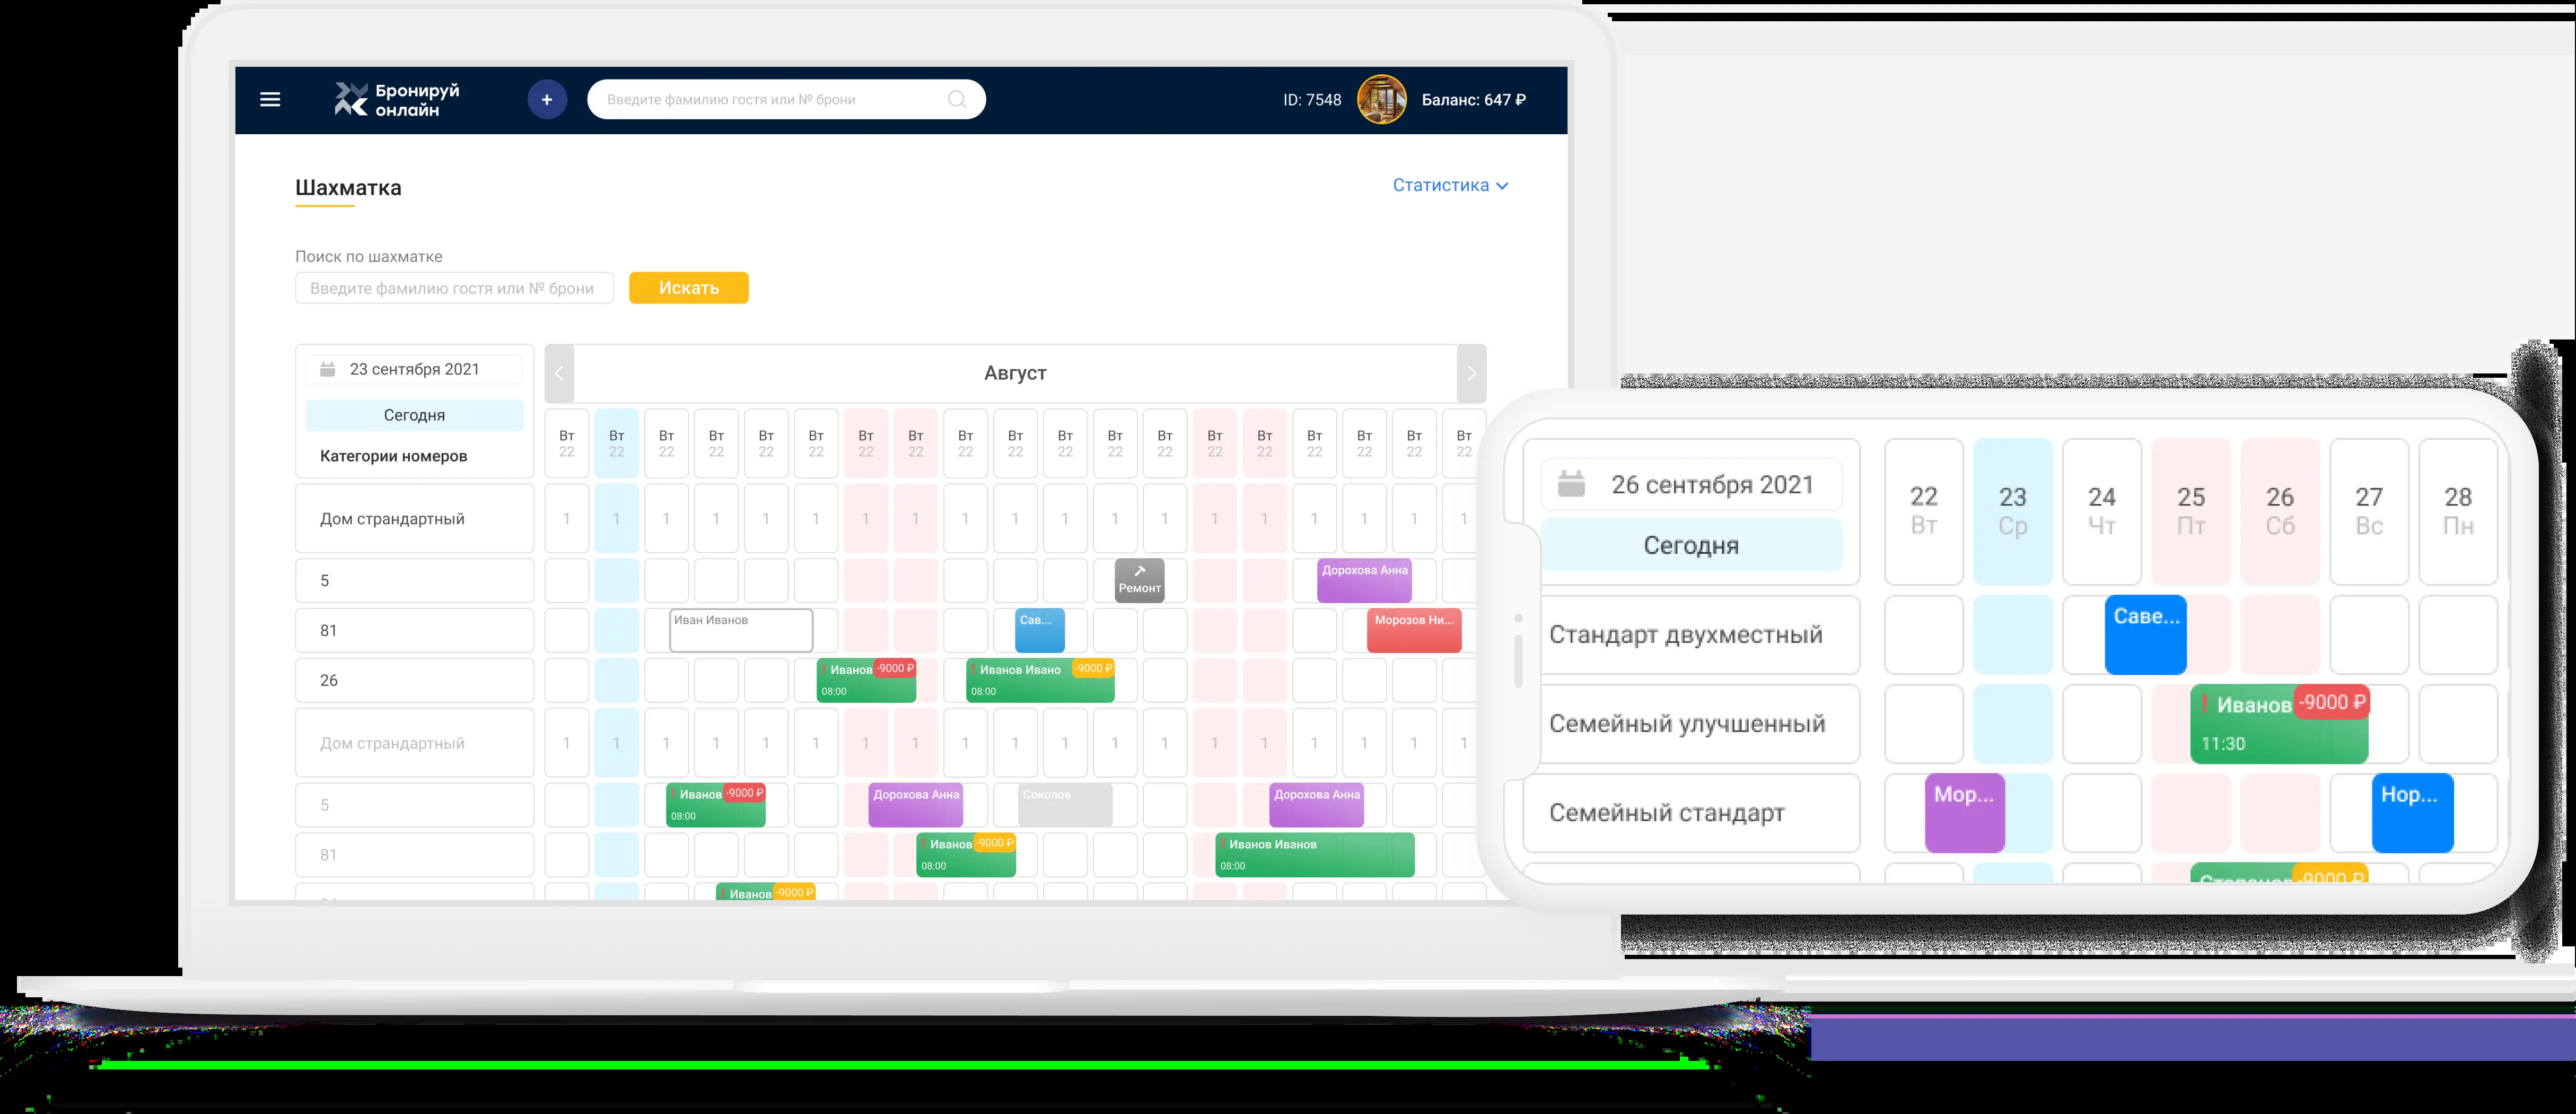 Бронируй
онлайн
+
Введите фамилию гостя или № брони
ID: 7548
Баланс: 647 ₽
Шахматка
Статистика
Поиск по шахматке
Введите фамилию гостя или № брони
Искать
23 сентября 2021
Сегодня
Категории номеров
Август
Вт Вт Вт Вт Вт Вт Вт Вт Вт Вт Вт Вт Вт Вт Вт Вт Вт Вт Вт
22 22 22 22 22 22 22 22 22 22 22 22 22 22 22 22 22 22 22
Дом страндартный 1 1 1 1 1 1 1 1 1 1 1 1 1 1 1 1 1 1 1
5 Ремонт Дорохова Анна
81 Иван Иванов Сав... Морозов Ни...
26 ! Иванов -9000 ₽ ! Иванов Ивано -9000 ₽
08:00 08:00
Дом страндартный 1 1 1 1 1 1 1 1 1 1 1 1 1 1 1 1 1 1 1
5 ! Иванов -9000 ₽ Дорохова Анна Соколов Дорохова Анна
08:00
81 ! Иванов -9000 ₽ ! Иванов Иванов
08:00 08:00
! Иванов -9000 ₽
26 сентября 2021
Сегодня
22 23 24 25 26 27 28
Вт Ср Чт Пт Сб Вс Пн
Стандарт двухместный Саве...
Семейный улучшенный ! Иванов -9000 ₽
11:30
Семейный стандарт Мор... Нор...
-9000 ₽